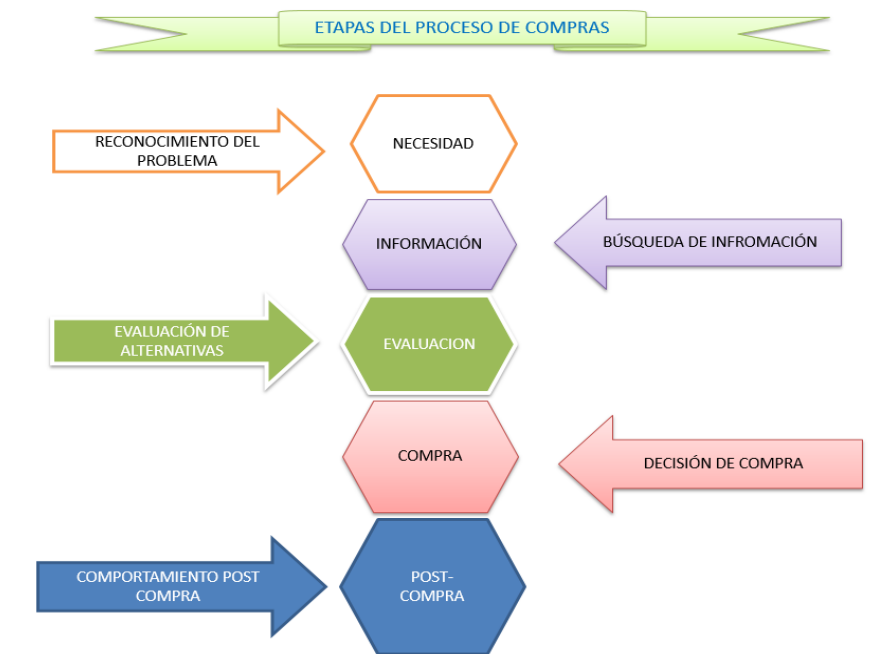 ETAPAS DEL PROCESO DE COMPRAS
RECONOCIMIENTO DEL
PROBLEMA
NECESIDAD
INFORMACIÓN
BÚSQUEDA DE INFROMACIÓN
EVALUACIÓN DE
ALTERNATIVAS
EVALUACION
COMPRA
DECISIÓN DE COMPRA
COMPORTAMIENTO POST
COMPRA
POST-
COMPRA